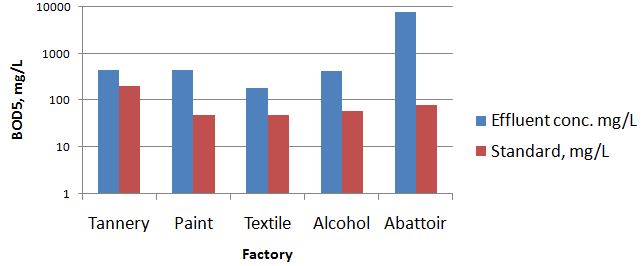 10000
1000
100
10
1
BOD5, mg/L
Tannery Paint Textile Alcohol Abattoir
Factory
Effluent conc. mg/L
Standard, mg/L